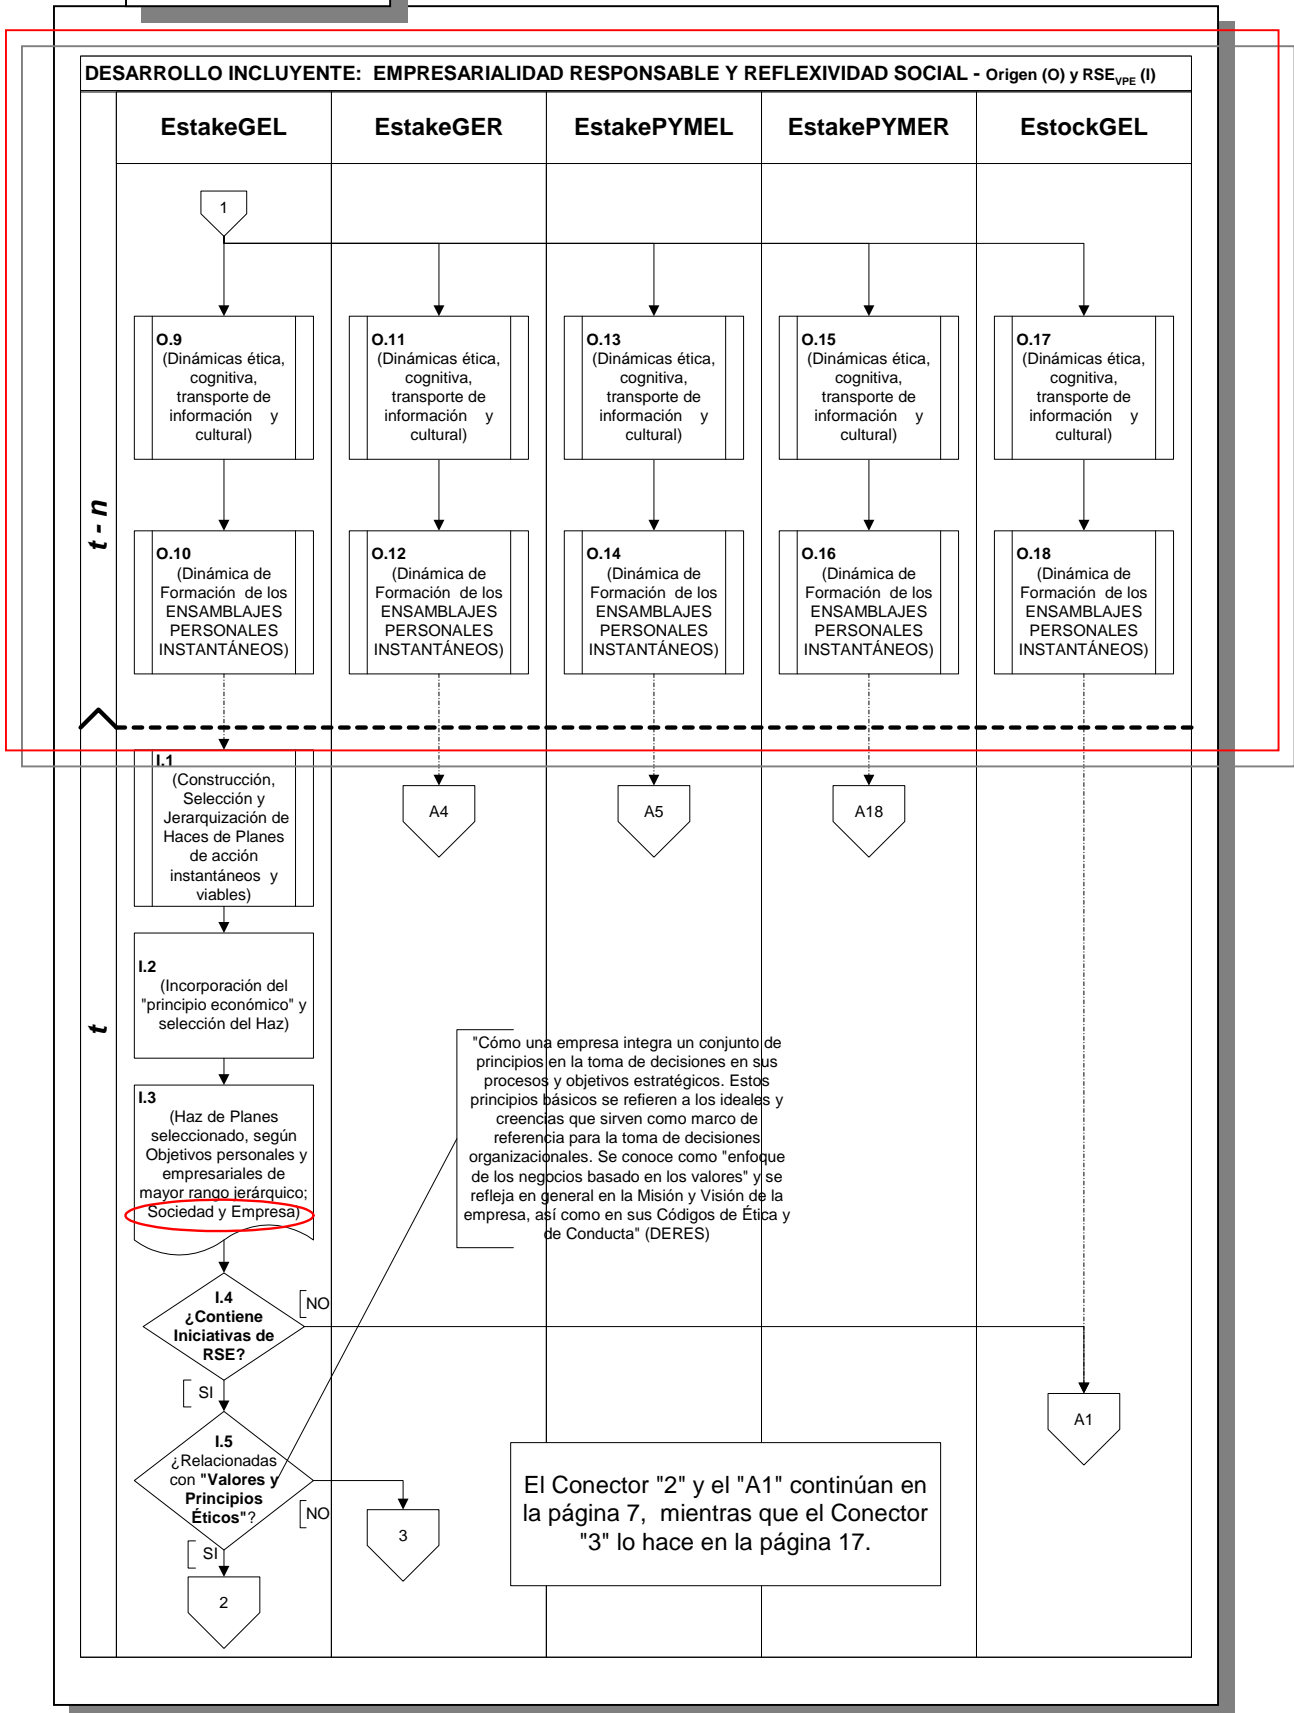 DESARROLLO INCLUYENTE: EMPRESARIALIDAD RESPONSABLE Y REFLEXIVIDAD SOCIAL - Origen (O) y RSE_VPE (I)
EstakeGEL
EstakeGER
EstakePYMEL
EstakePYMER
EstockGEL
t - n
1
O.9
(Dinámicas ética,
cognitiva,
transporte de
información y
cultural)
O.11
(Dinámicas ética,
cognitiva,
transporte de
información y
cultural)
O.13
(Dinámicas ética,
cognitiva,
transporte de
información y
cultural)
O.15
(Dinámicas ética,
cognitiva,
transporte de
información y
cultural)
O.17
(Dinámicas ética,
cognitiva,
transporte de
información y
cultural)
O.10
(Dinámica de
Formación de los
ENSAMBLAJES
PERSONALES
INSTANTÁNEOS)
O.12
(Dinámica de
Formación de los
ENSAMBLAJES
PERSONALES
INSTANTÁNEOS)
O.14
(Dinámica de
Formación de los
ENSAMBLAJES
PERSONALES
INSTANTÁNEOS)
O.16
(Dinámica de
Formación de los
ENSAMBLAJES
PERSONALES
INSTANTÁNEOS)
O.18
(Dinámica de
Formación de los
ENSAMBLAJES
PERSONALES
INSTANTÁNEOS)
t
I.1
(Construcción,
Selección y
Jerarquización de
Haces de Planes
de acción
instantáneos y
viables)
A4
A5
A18
I.2
(Incorporación del
"principio económico" y
selección del Haz)
I.3
(Haz de Planes
seleccionado, según
Objetivos personales y
empresariales de
mayor rango jerárquico;
Sociedad y Empresa)
"Cómo una empresa integra un conjunto de
principios en la toma de decisiones en sus
procesos y objetivos estratégicos. Estos
principios básicos se refieren a los ideales y
creencias que sirven como marco de
referencia para la toma de decisiones
organizacionales. Se conoce como "enfoque
de los negocios basado en los valores" y se
refleja en general en la Misión y Visión de la
empresa, así como en sus Códigos de Ética y
de Conducta" (DERES)
I.4
¿Contiene
Iniciativas de
RSE?
NO
SI
A1
I.5
¿Relacionadas
con "Valores y
Principios
Éticos"?
NO
SI
3
2
El Conector "2" y el "A1" continúan en
la página 7, mientras que el Conector
"3" lo hace en la página 17.